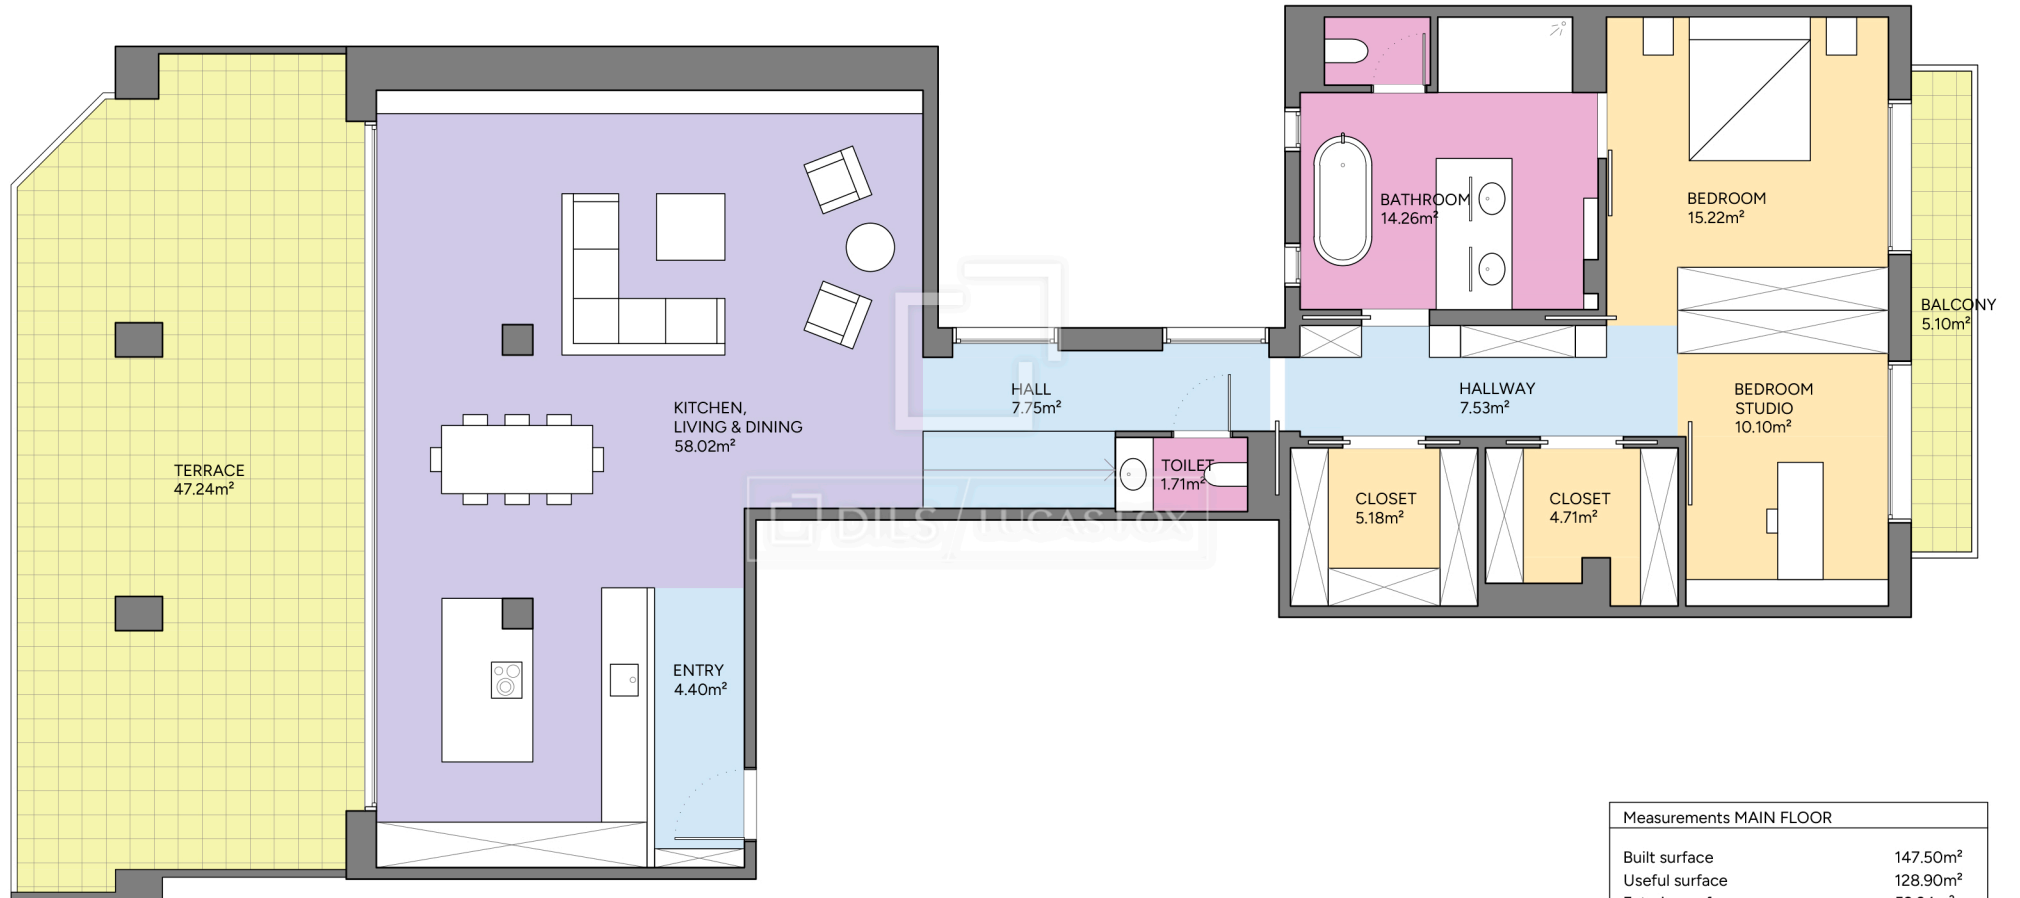 TERRACE
47.24m²
KITCHEN,
LIVING & DINING
58.02m²
ENTRY
4.40m²
HALL
7.75m²
TOILET
1.71m²
DILS / LUCAS FOX
BATHROOM
14.26m²
BEDROOM
15.22m²
BALCONY
5.10m²
HALLWAY
7.53m²
BEDROOM
STUDIO
10.10m²
CLOSET
5.18m²
CLOSET
4.71m²
Measurements MAIN FLOOR
Built surface 147.50m²
Useful surface 128.90m²